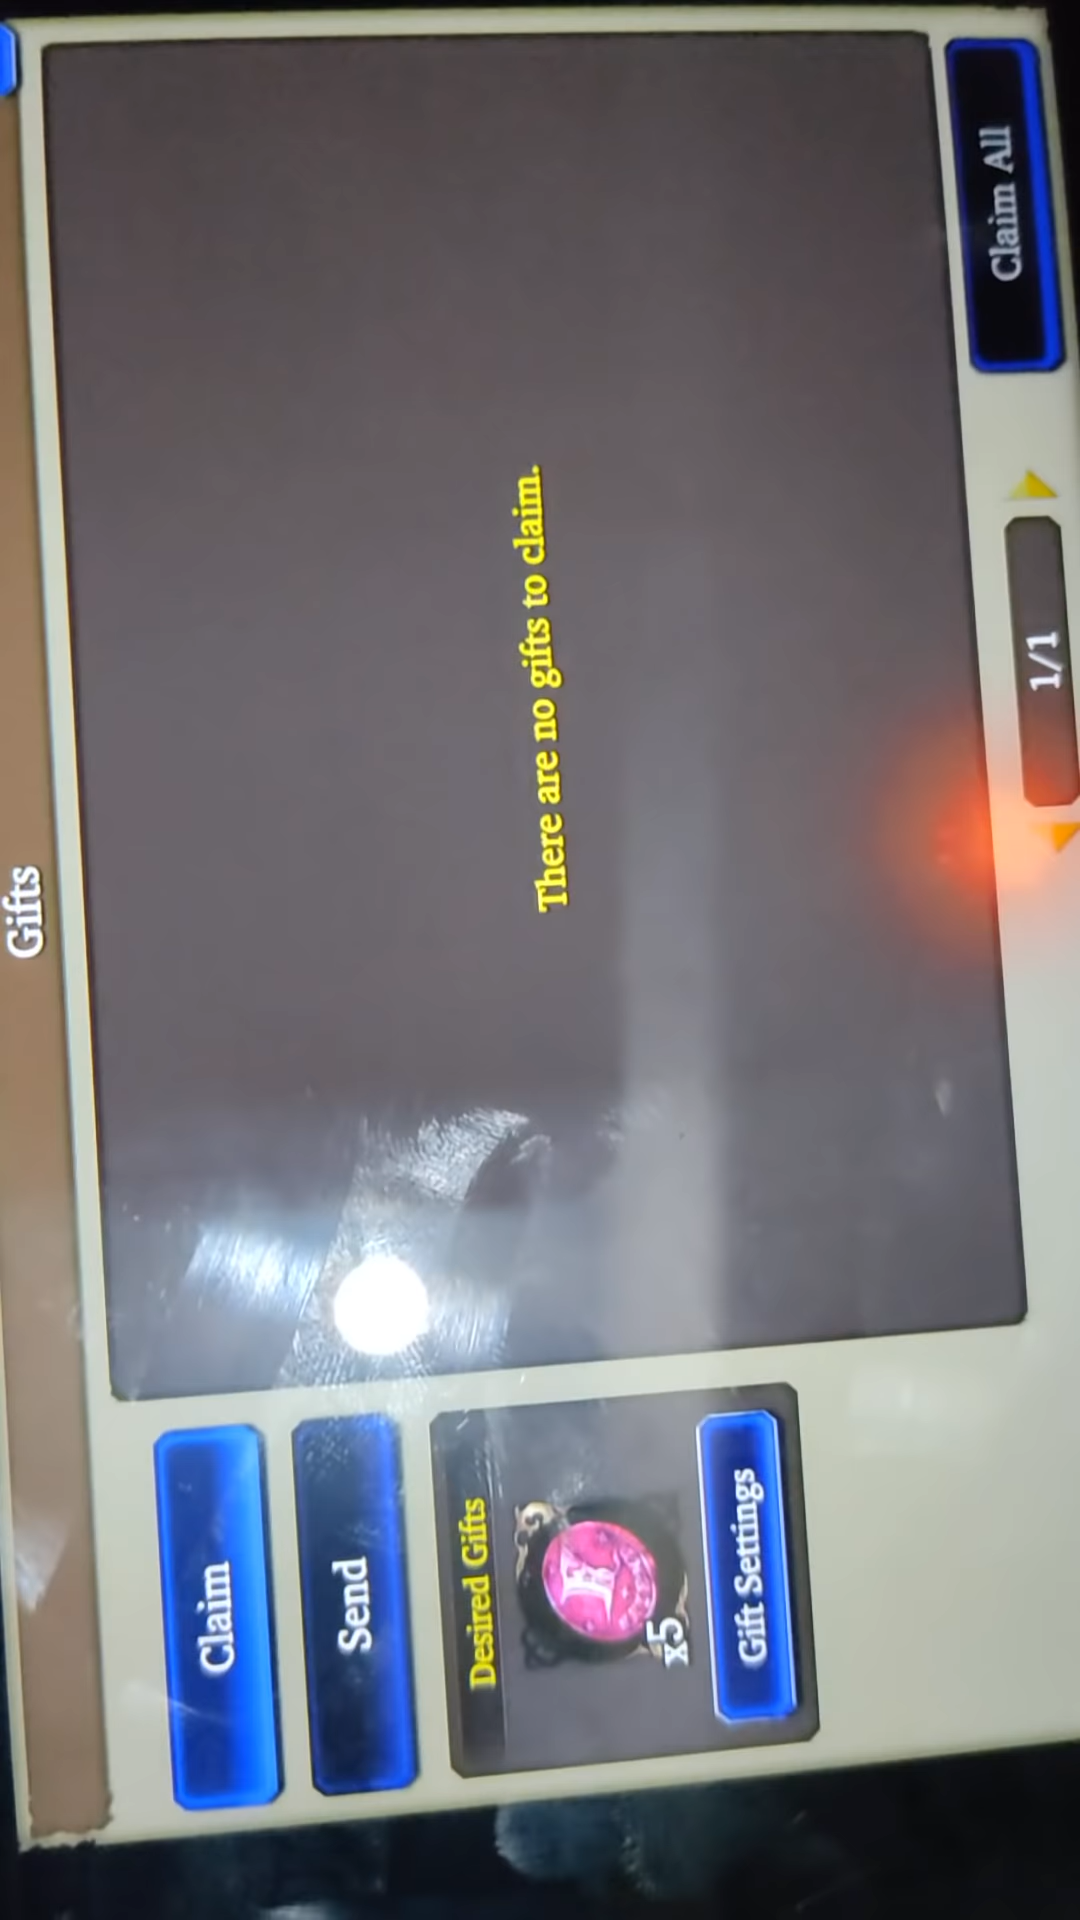 Gifts
Claim
Send
Desired Gifts
x5
Gift Settings
There are no gifts to claim.
1/1
Claim All